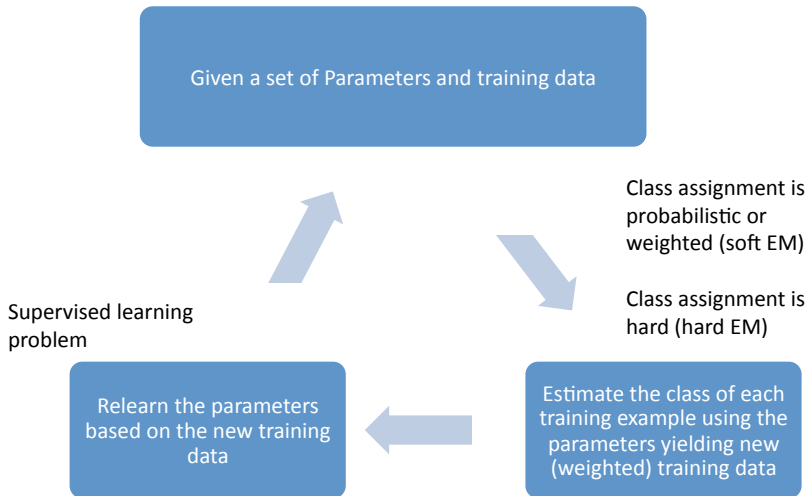 Given a set of Parameters and training data
Class assignment is
probabilistic or
weighted (soft EM)
Class assignment is
hard (hard EM)
Estimate the class of each
training example using the
parameters yielding new
(weighted) training data
Supervised learning
problem
Relearn the parameters
based on the new training
data